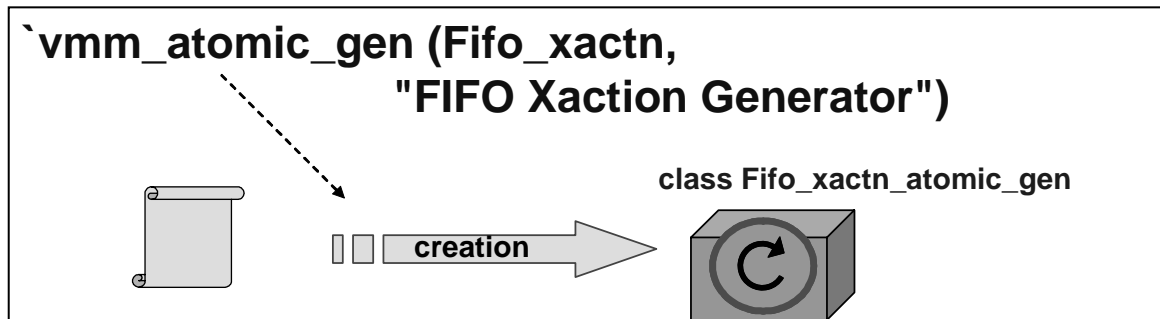 `vmm_atomic_gen (Fifo_xactn,
"FIFO Xaction Generator")
class Fifo_xactn_atomic_gen
creation